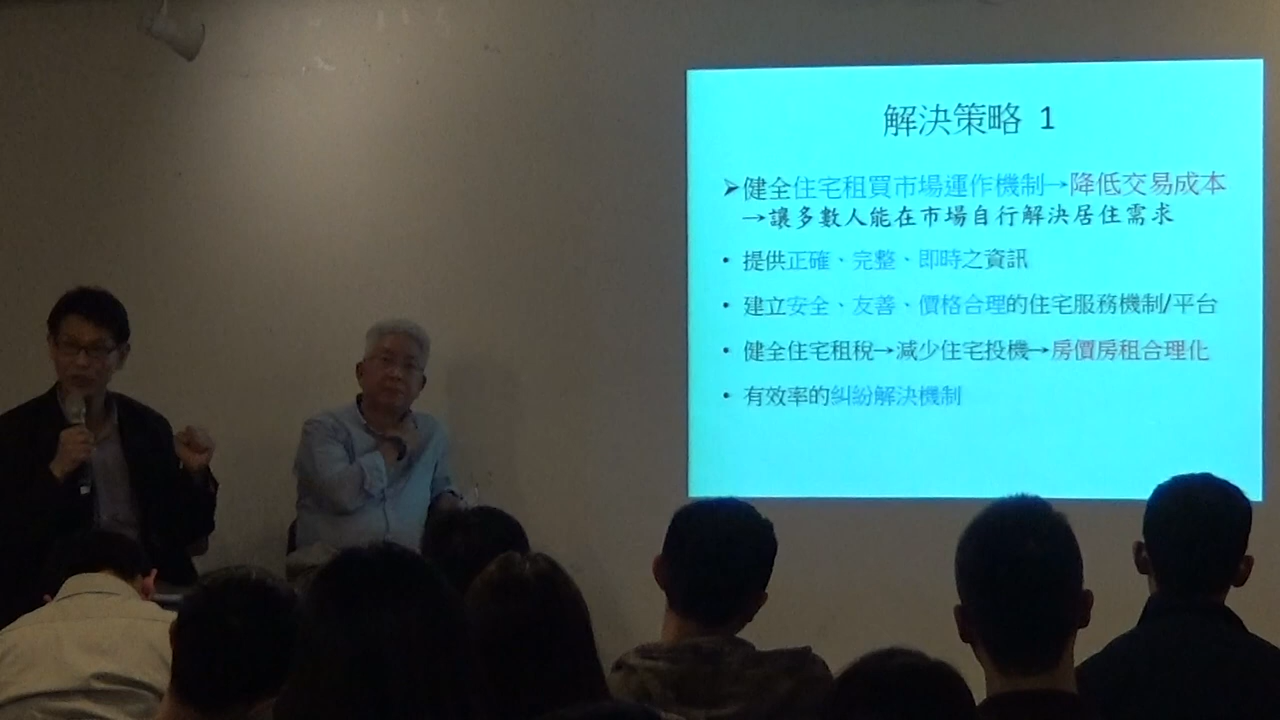 解決策略 1
➢健全住宅租買市場運作機制→降低交易成本
→讓多數人能在市場自行解決居住需求
• 提供正確、完整、即時之資訊
• 建立安全、友善、價格合理的住宅服務機制/平台
• 健全住宅租稅→減少住宅投機→房價房租合理化
• 有效率的糾紛解決機制